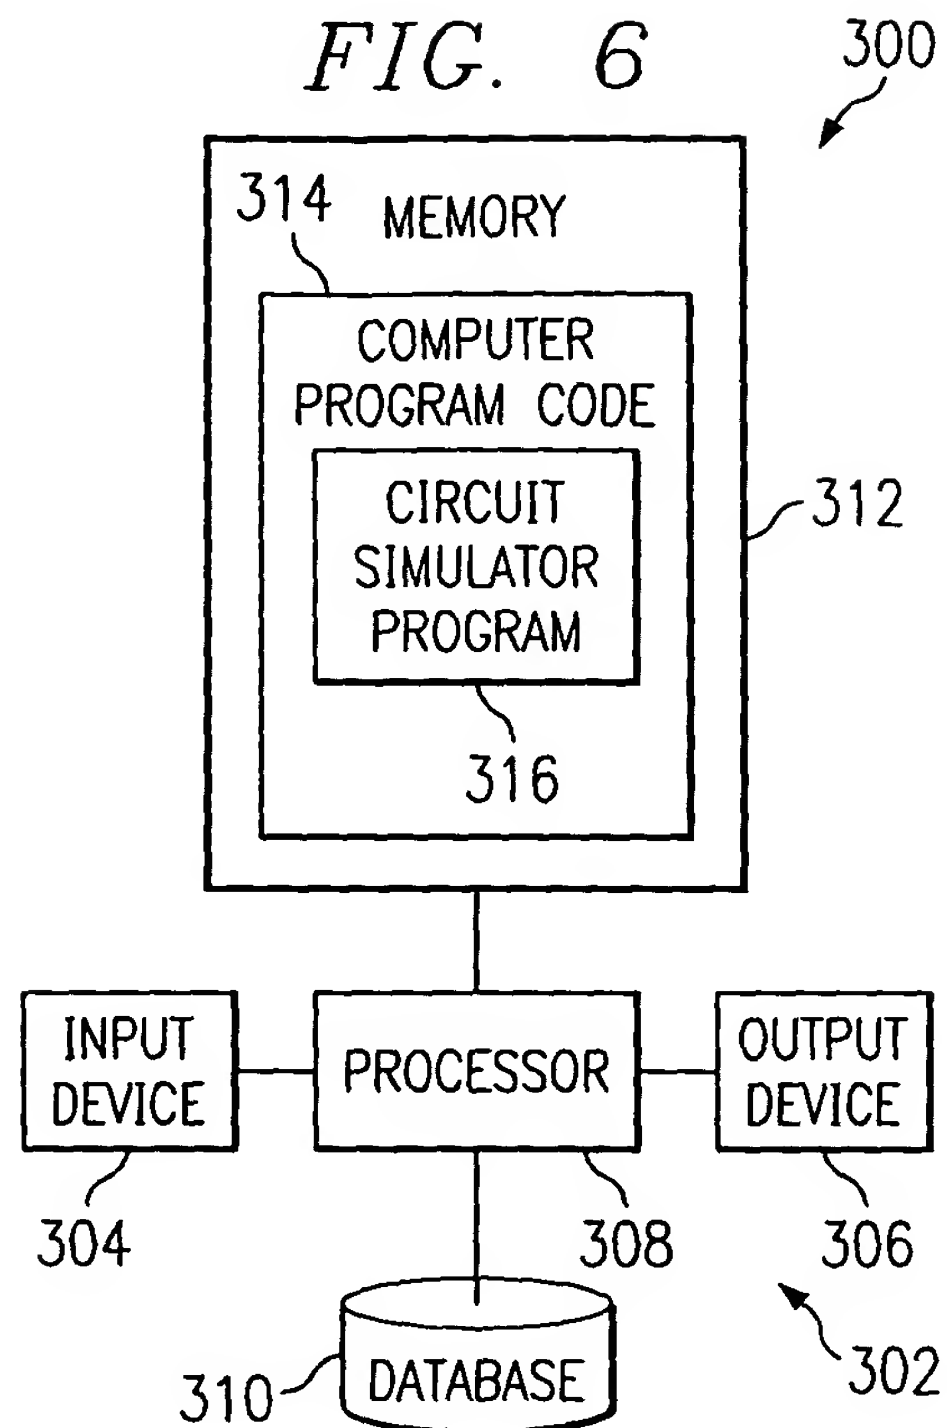 FIG. 6
300
314
MEMORY
COMPUTER
PROGRAM CODE
CIRCUIT
SIMULATOR
PROGRAM
312
316
INPUT
DEVICE
PROCESSOR
OUTPUT
DEVICE
304
308
306
302
310
DATABASE